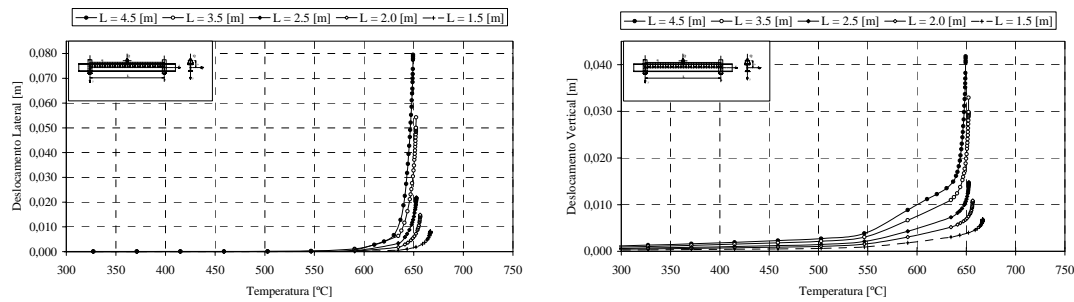 L = 4.5 [m] L = 3.5 [m] L = 2.5 [m] L = 2.0 [m] L = 1.5 [m]
Deslocamento Lateral [m]
0,080
0,070
0,060
0,050
0,040
0,030
0,020
0,010
0,000
300 350 400 450 500 550 600 650 700 750
Temperatura [ºC]
L = 4.5 [m] L = 3.5 [m] L = 2.5 [m] L = 2.0 [m] L = 1.5 [m]
Deslocamento Vertical [m]
0,040
0,030
0,020
0,010
0,000
300 350 400 450 500 550 600 650 700 750
Temperatura [ºC]